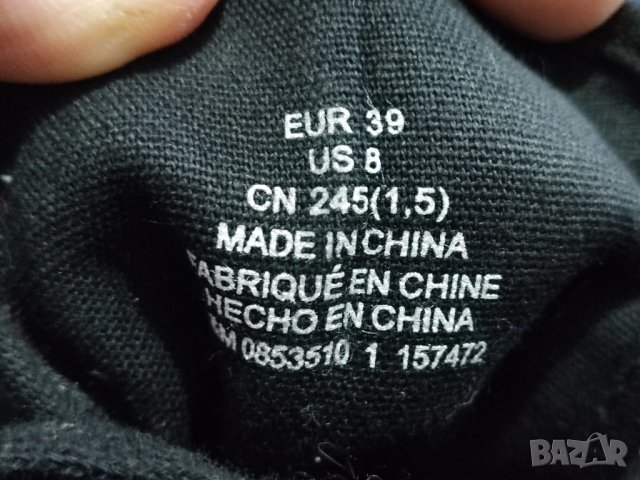 EUR 39
US 8
CN 245(1,5)
MADE IN CHINA
FABRIQUÉ EN CHINE
HECHO EN CHINA
0853510 1 157472
BAZAR